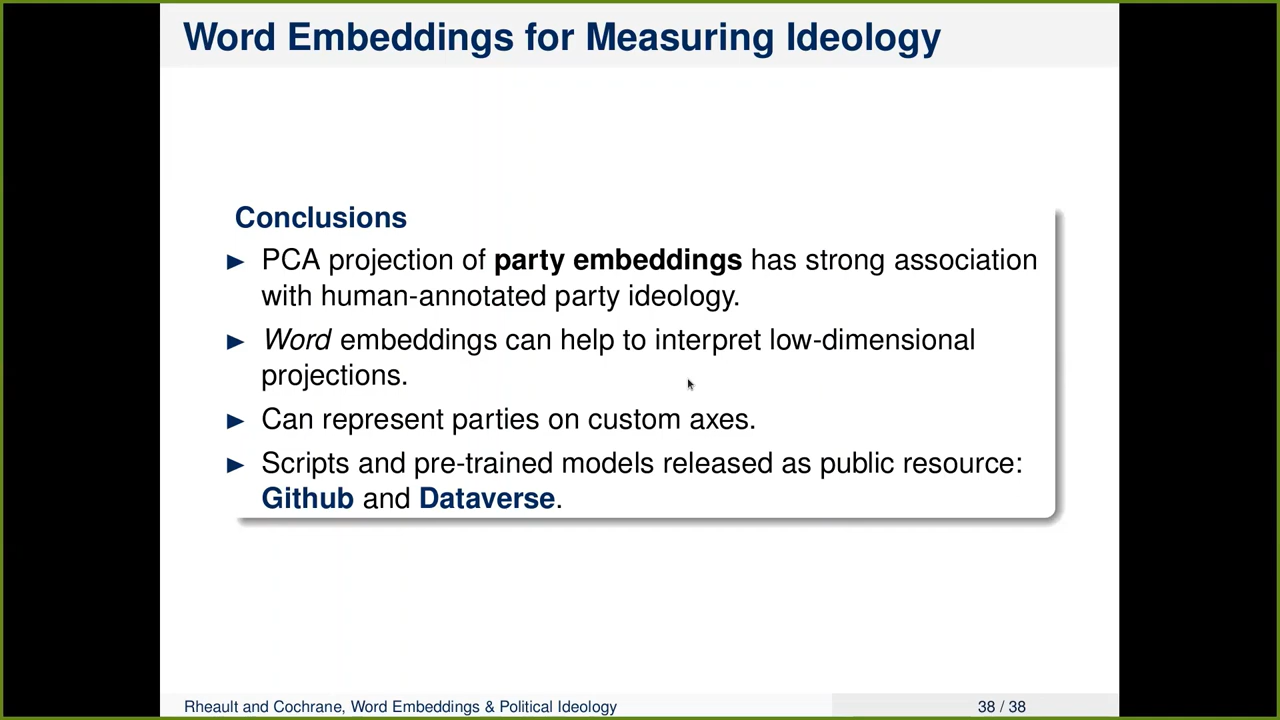 Word Embeddings for Measuring Ideology
Conclusions
► PCA projection of party embeddings has strong association
with human-annotated party ideology.
► Word embeddings can help to interpret low-dimensional
projections.
► Can represent parties on custom axes.
► Scripts and pre-trained models released as public resource:
Github and Dataverse.
Rheault and Cochrane, Word Embeddings & Political Ideology
38 / 38